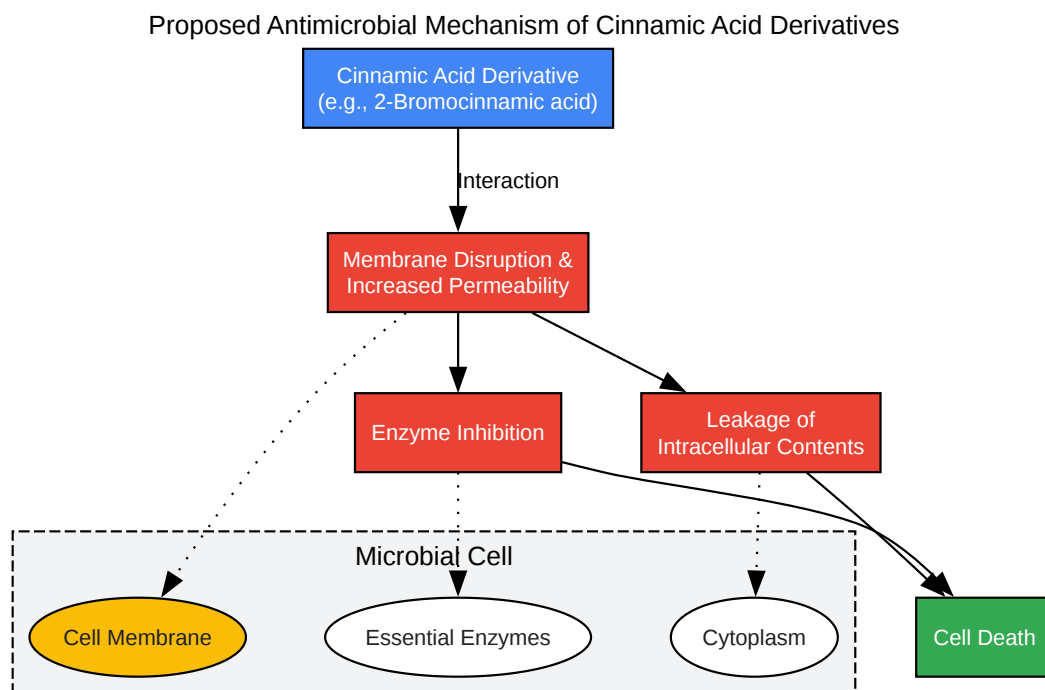 Proposed Antimicrobial Mechanism of Cinnamic Acid Derivatives
Cinnamic Acid Derivative
(e.g., 2-Bromocinnamic acid)
Interaction
Membrane Disruption &
Increased Permeability
Enzyme Inhibition
Leakage of
Intracellular Contents
Microbial Cell
Cell Membrane
Essential Enzymes
Cytoplasm
Cell Death